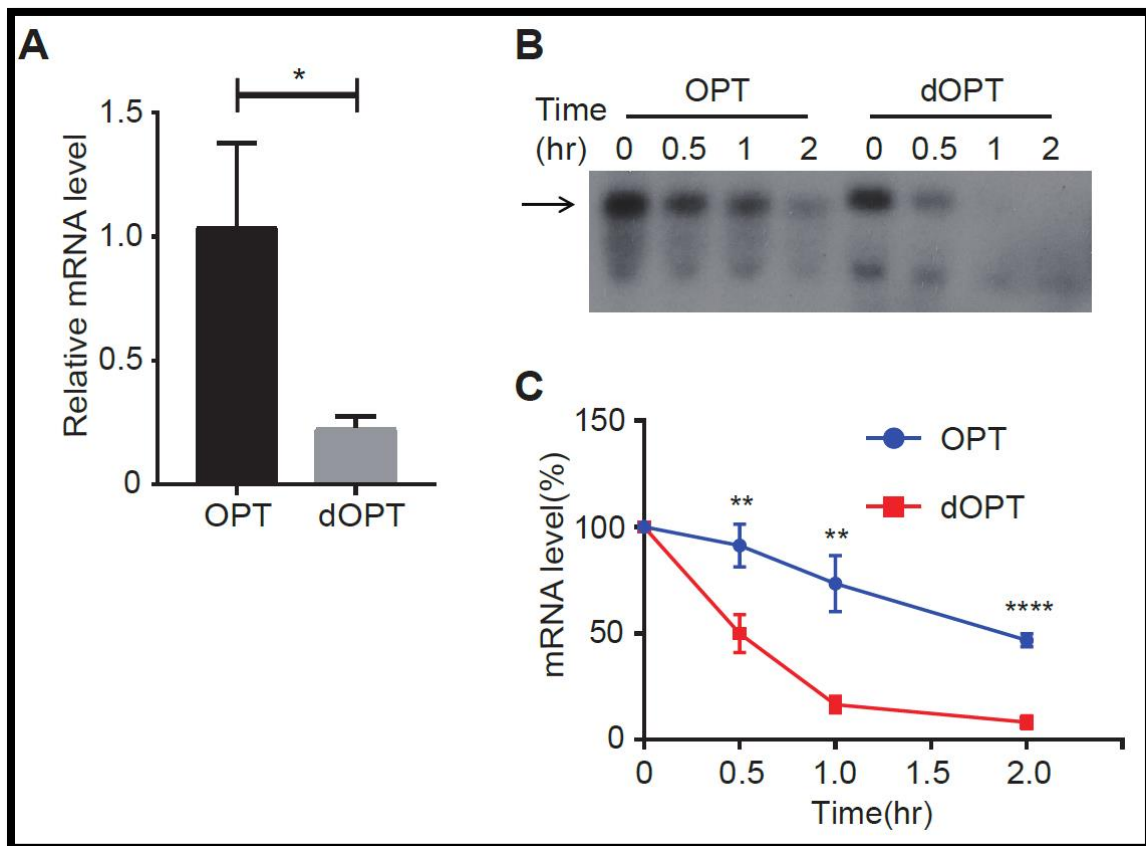 A
*
1.5
1.0
0.5
0
Relative mRNA level
OPT dOPT
B
OPT dOPT
Time
(hr) 0 0.5 1 2 0 0.5 1 2
C
150
100
50
0
mRNA level(%)
OPT
dOPT
**
**
****
0 0.5 1.0 1.5 2.0
Time(hr)